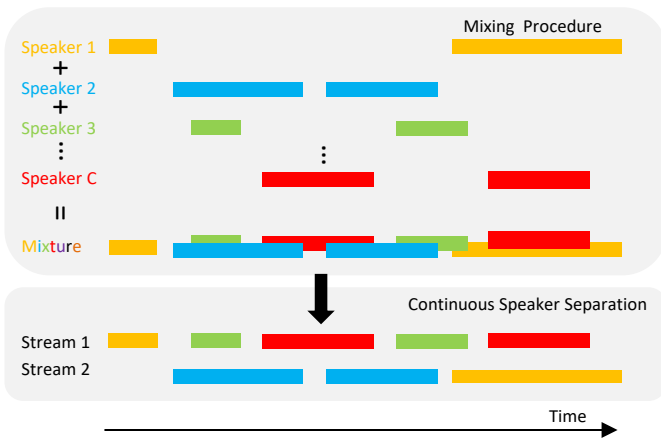 Mixing Procedure
Speaker 1
+
Speaker 2
+
Speaker 3
⋮
⋮
Speaker C
=
Mixture
Continuous Speaker Separation
Stream 1
Stream 2
Time